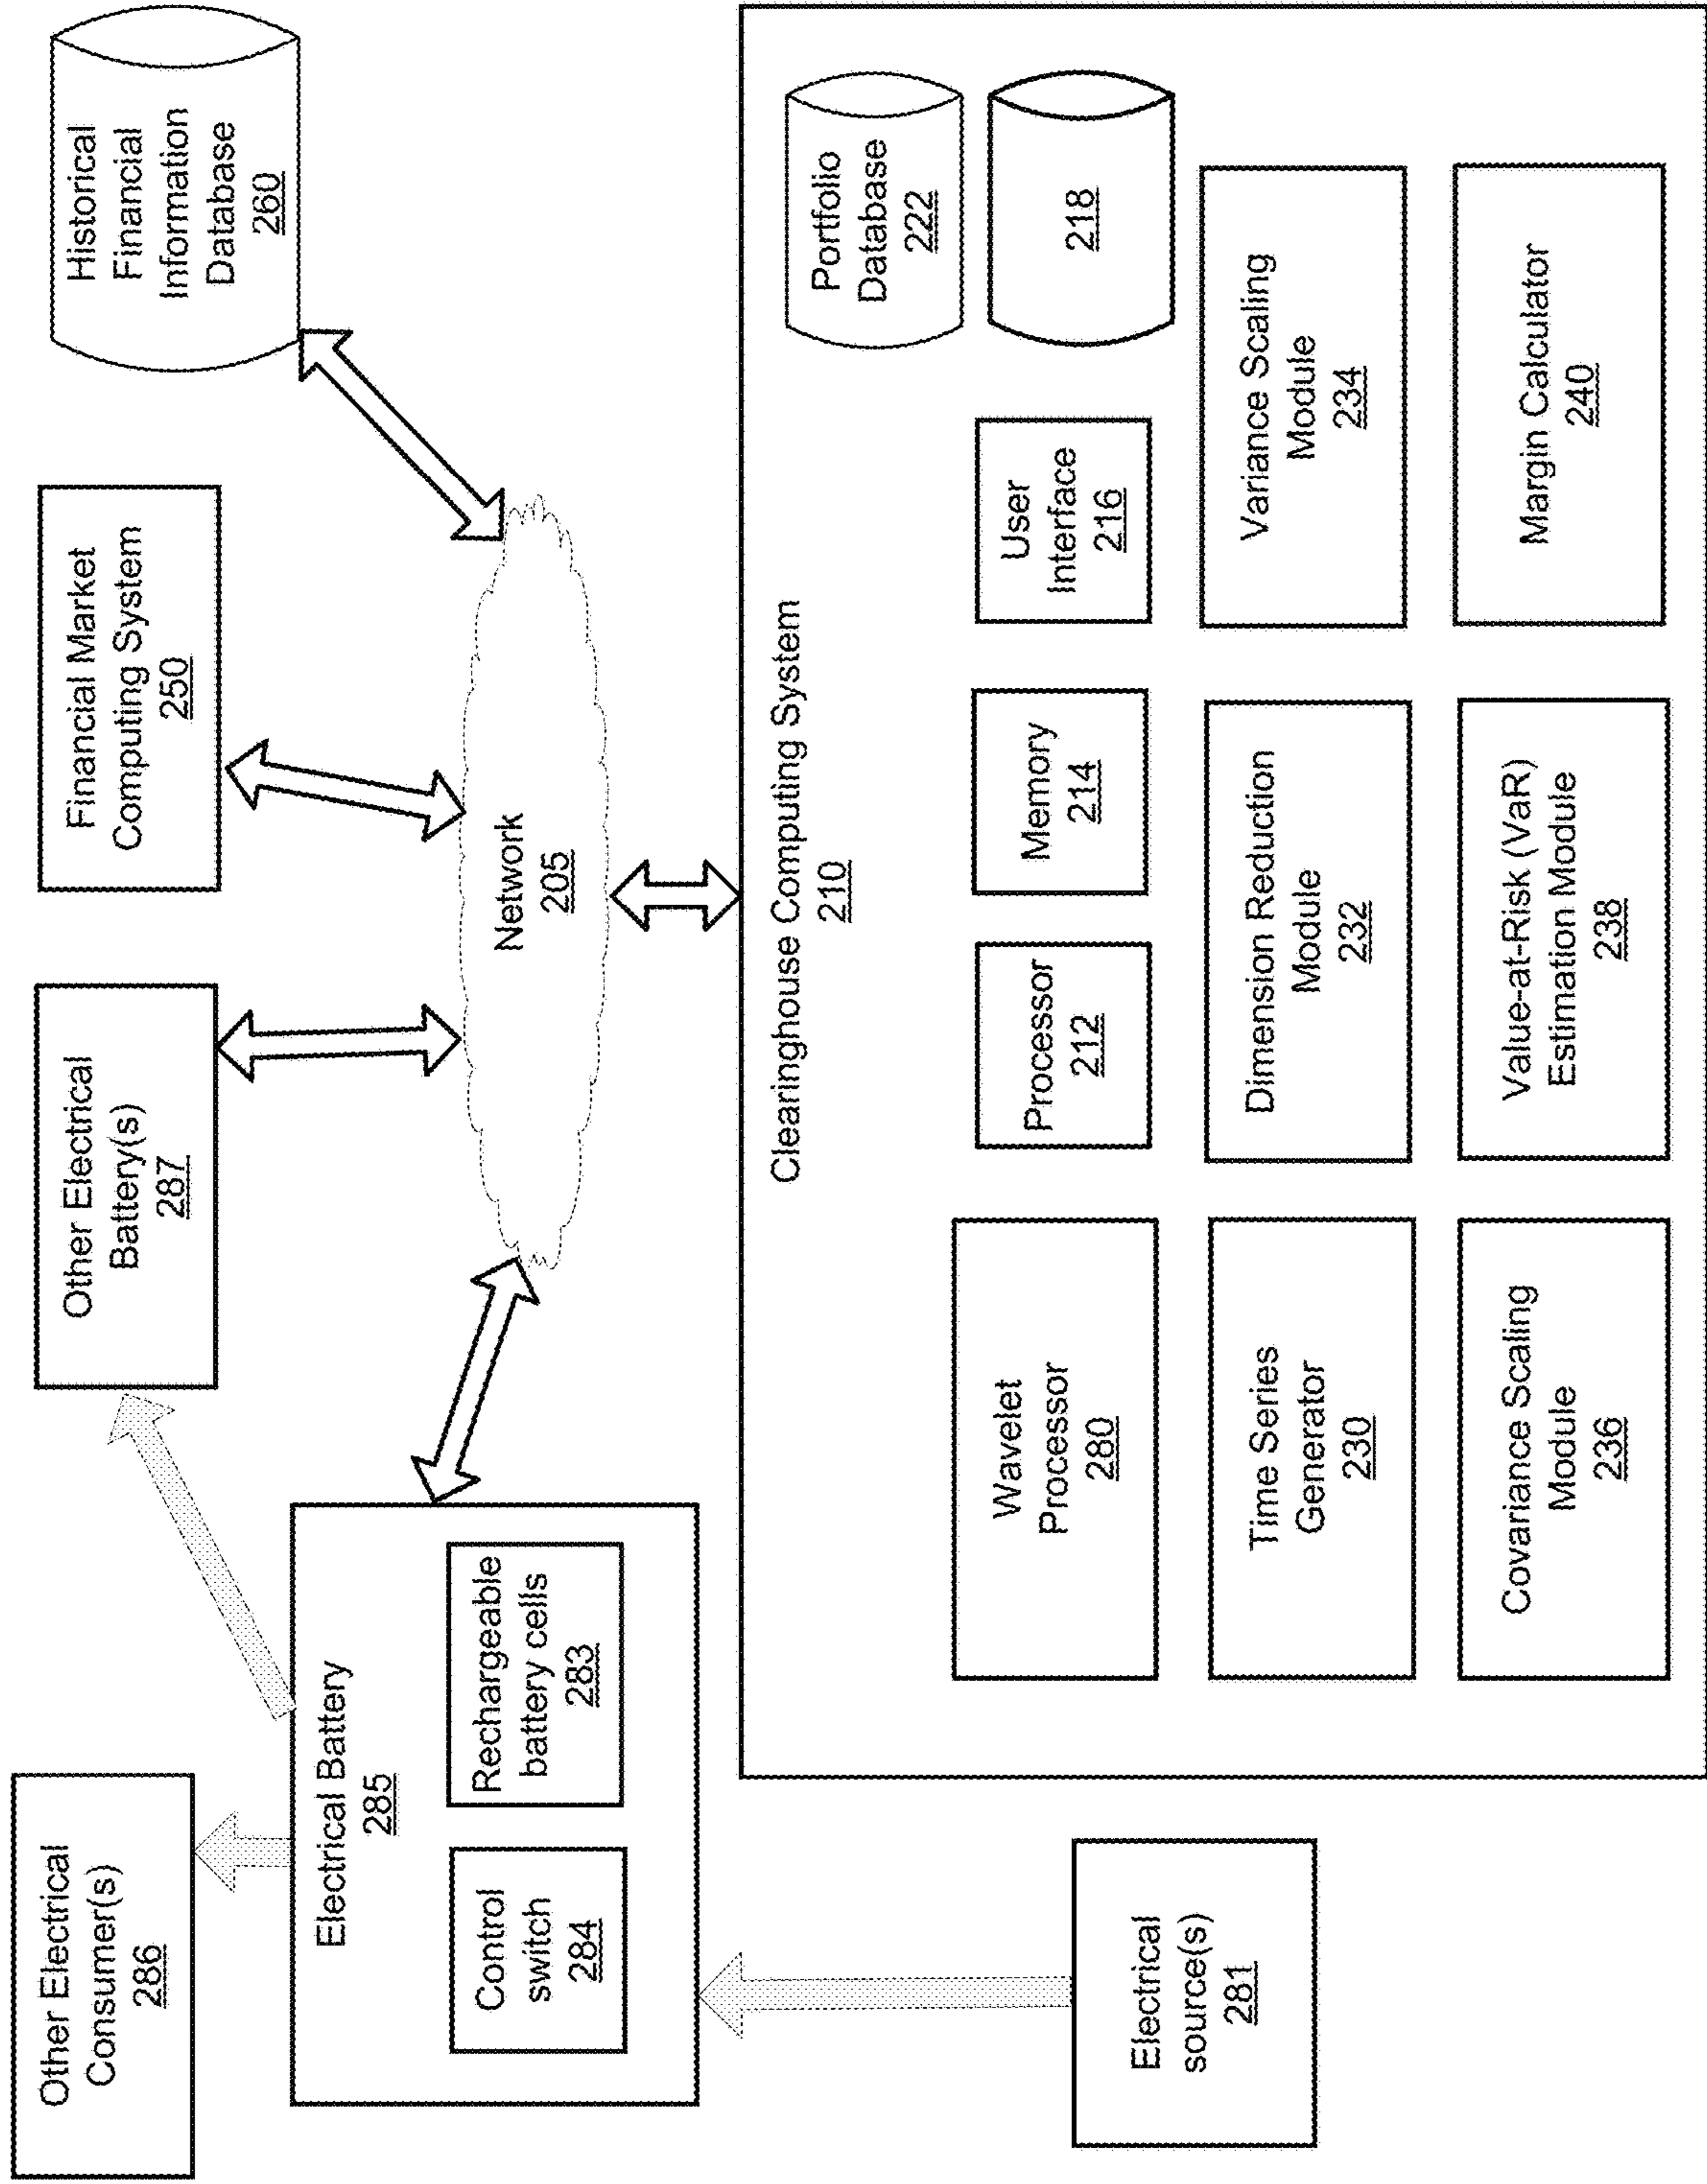 Other Electrical
Consumer(s)
286
Other Electrical
Battery(s)
287
Financial Market
Computing System
250
Historical
Financial
Information
Database
260
Electrical Battery
285
Control
switch
284
Rechargeable
battery cells
283
Network
205
Electrical
source(s)
281
Clearinghouse Computing System
210
Portfolio
Database
222
Wavelet
Processor
280
Processor
212
Memory
214
User
Interface
216
218
Time Series
Generator
230
Dimension Reduction
Module
232
Variance Scaling
Module
234
Covariance Scaling
Module
236
Value-at-Risk (VaR)
Estimation Module
238
Margin Calculator
240